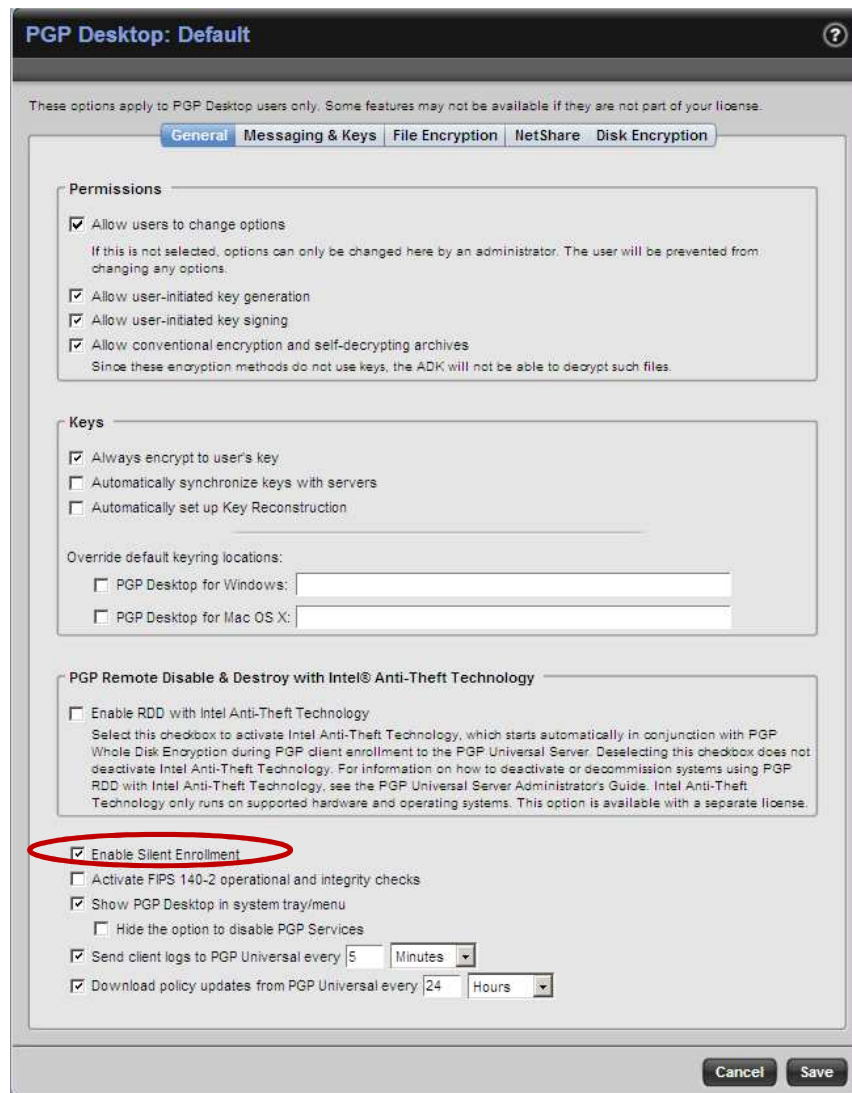 PGP Desktop: Default
?
These options apply to PGP Desktop users only. Some features may not be available if they are not part of your license.
General Messaging & Keys File Encryption NetShare Disk Encryption
Permissions
Allow users to change options
If this is not selected, options can only be changed here by an administrator. The user will be prevented from
changing any options.
Allow user-initiated key generation
Allow user-initiated key signing
Allow conventional encryption and self-decrypting archives
Since these encryption methods do not use keys, the ADK will not be able to decrypt such files.
Keys
Always encrypt to user's key
Automatically synchronize keys with servers
Automatically set up Key Reconstruction
Override default keyring locations:
PGP Desktop for Windows:
PGP Desktop for Mac OS X:
PGP Remote Disable & Destroy with Intel® Anti-Theft Technology
Enable RDD with Intel Anti-Theft Technology
Select this checkbox to activate Intel Anti-Theft Technology, which starts automatically in conjunction with PGP
Whole Disk Encryption during PGP client enrollment to the PGP Universal Server. Deselecting this checkbox does not
deactivate Intel Anti-Theft Technology. For information on how to deactivate or decommission systems using PGP
RDD with Intel Anti-Theft Technology, see the PGP Universal Server Administrator's Guide. Intel Anti-Theft
Technology only runs on supported hardware and operating systems. This option is available with a separate license.
Enable Silent Enrollment
Activate FIPS 140-2 operational and integrity checks
Show PGP Desktop in system tray/menu
Hide the option to disable PGP Services
Send client logs to PGP Universal every 5 Minutes
Download policy updates from PGP Universal every 24 Hours
Cancel Save